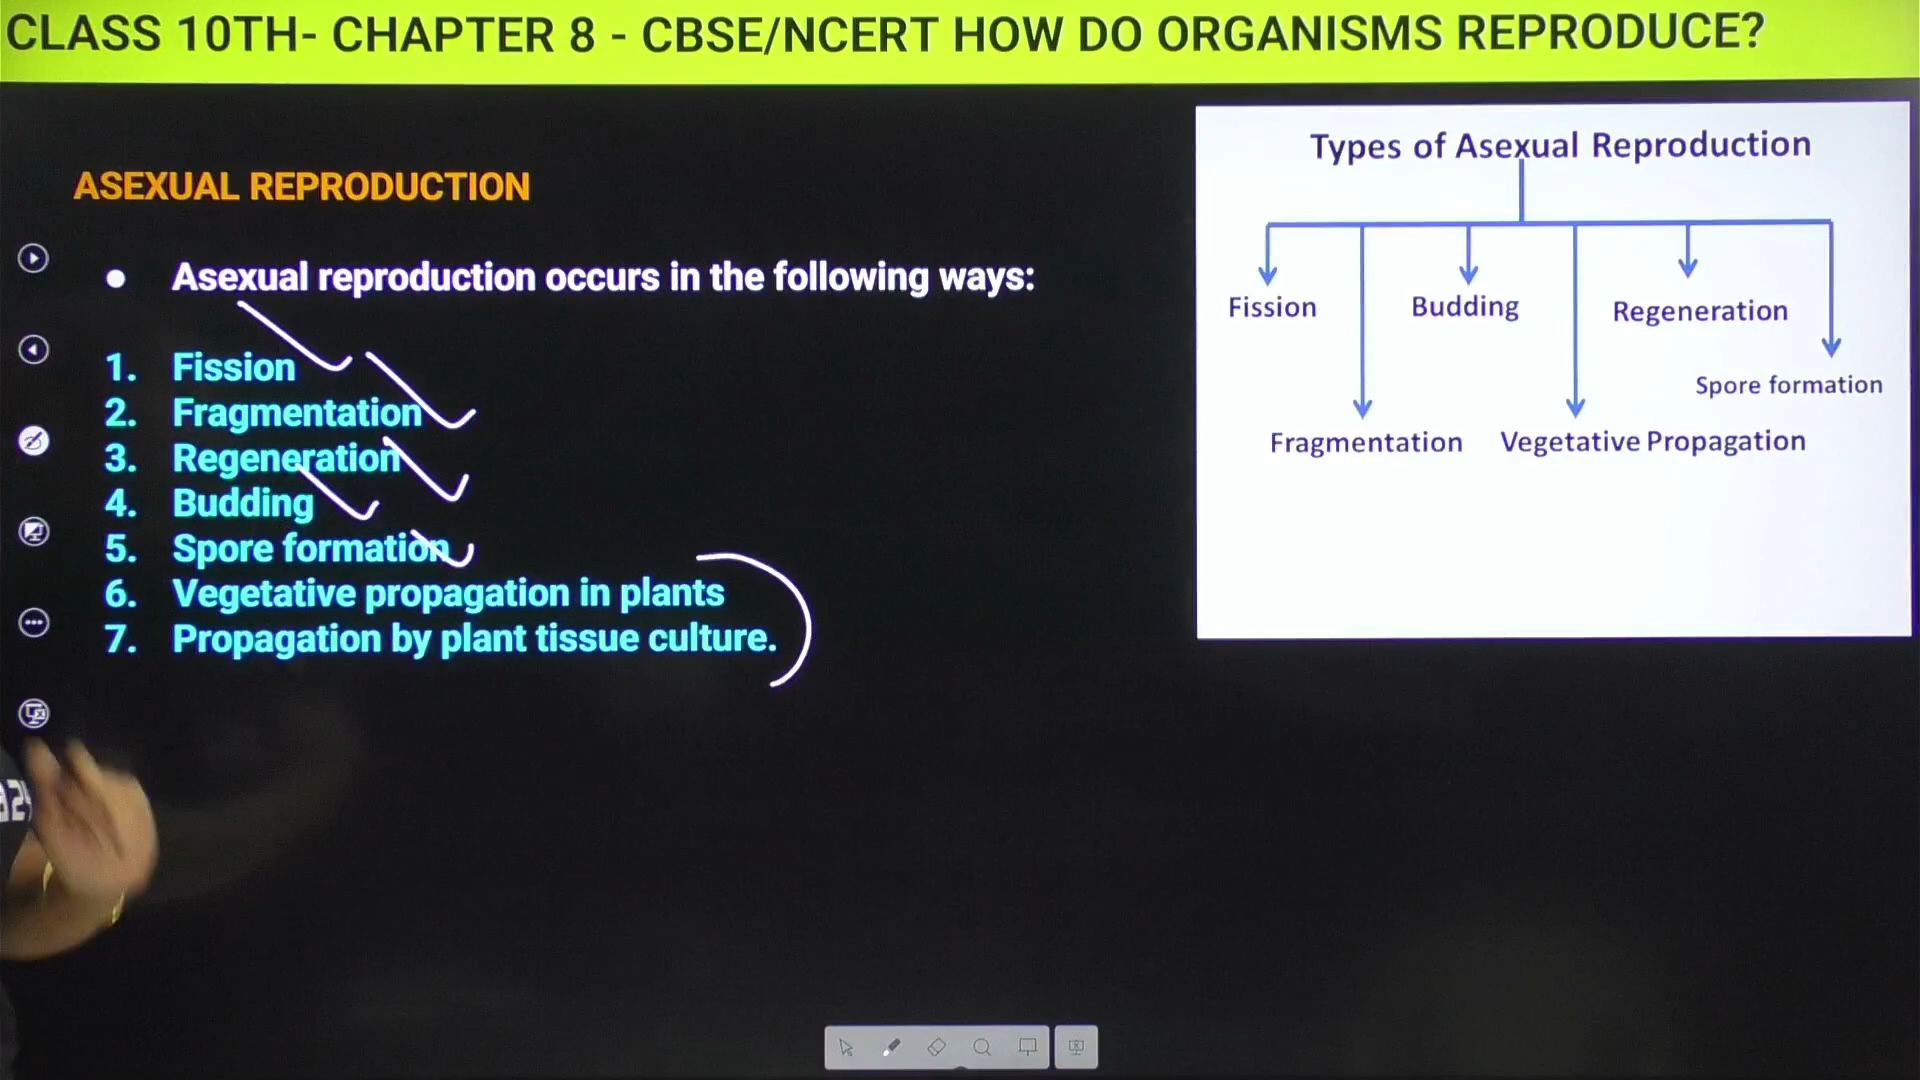 CLASS 10TH- CHAPTER 8 - CBSE/NCERT HOW DO ORGANISMS REPRODUCE?
ASEXUAL REPRODUCTION
● Asexual reproduction occurs in the following ways:
1. Fission
2. Fragmentation
3. Regeneration
4. Budding
5. Spore formation
6. Vegetative propagation in plants
7. Propagation by plant tissue culture.
Types of Asexual Reproduction
Fission
Budding
Regeneration
Spore formation
Fragmentation
Vegetative Propagation